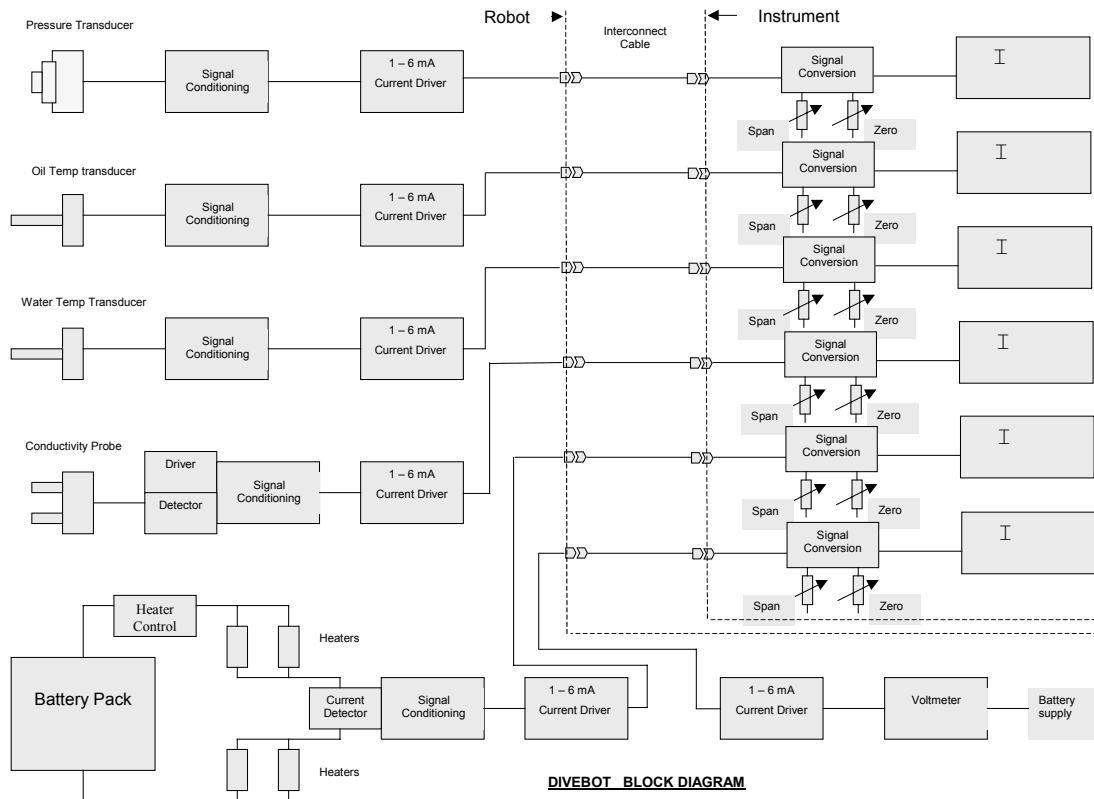 Robot
Instrument
Interconnect
Cable
Pressure Transducer
Signal
Conditioning
1 – 6 mA
Current Driver
Signal
Conversion
I
Span
Zero
Oil Temp transducer
Signal
Conditioning
1 – 6 mA
Current Driver
Signal
Conversion
I
Span
Zero
Water Temp Transducer
Signal
Conditioning
1 – 6 mA
Current Driver
Signal
Conversion
I
Span
Zero
Signal
Conversion
I
Span
Zero
Conductivity Probe
Driver
Detector
Signal
Conditioning
1 – 6 mA
Current Driver
Signal
Conversion
I
Span
Zero
Signal
Conversion
I
Span
Zero
Heater
Control
Heaters
Battery Pack
Current
Detector
Signal
Conditioning
1 – 6 mA
Current Driver
1 – 6 mA
Current Driver
Voltmeter
Battery
supply
Heaters
DIVEBOT BLOCK DIAGRAM